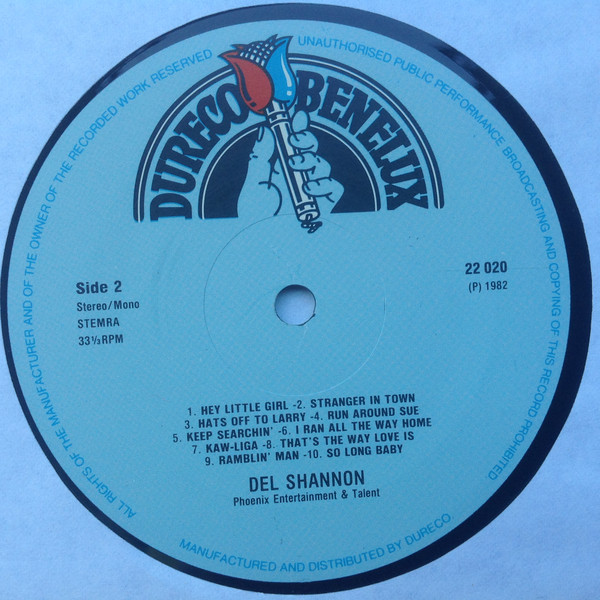 ALL RIGHTS OF THE MANUFACTURER AND OF THE OWNER OF THE RECORDED WORK RESERVED
UNAUTHORISED PUBLIC PERFORMANCE BROADCASTING AND COPYING OF THIS RECORD PROHIBITED
DURECO BENELUX
Side 2
Stereo/Mono
STEMRA
33⅓ RPM
22 020
(P) 1982
1. HEY LITTLE GIRL -2. STRANGER IN TOWN
3. HATS OFF TO LARRY -4. RUN AROUND SUE
5. KEEP SEARCHIN' -6. I RAN ALL THE WAY HOME
7. KAW-LIGA -8. THAT'S THE WAY LOVE IS
9. RAMBLIN' MAN -10. SO LONG BABY
DEL SHANNON
Phoenix Entertainment & Talent
MANUFACTURED AND DISTRIBUTED BY DURECO.